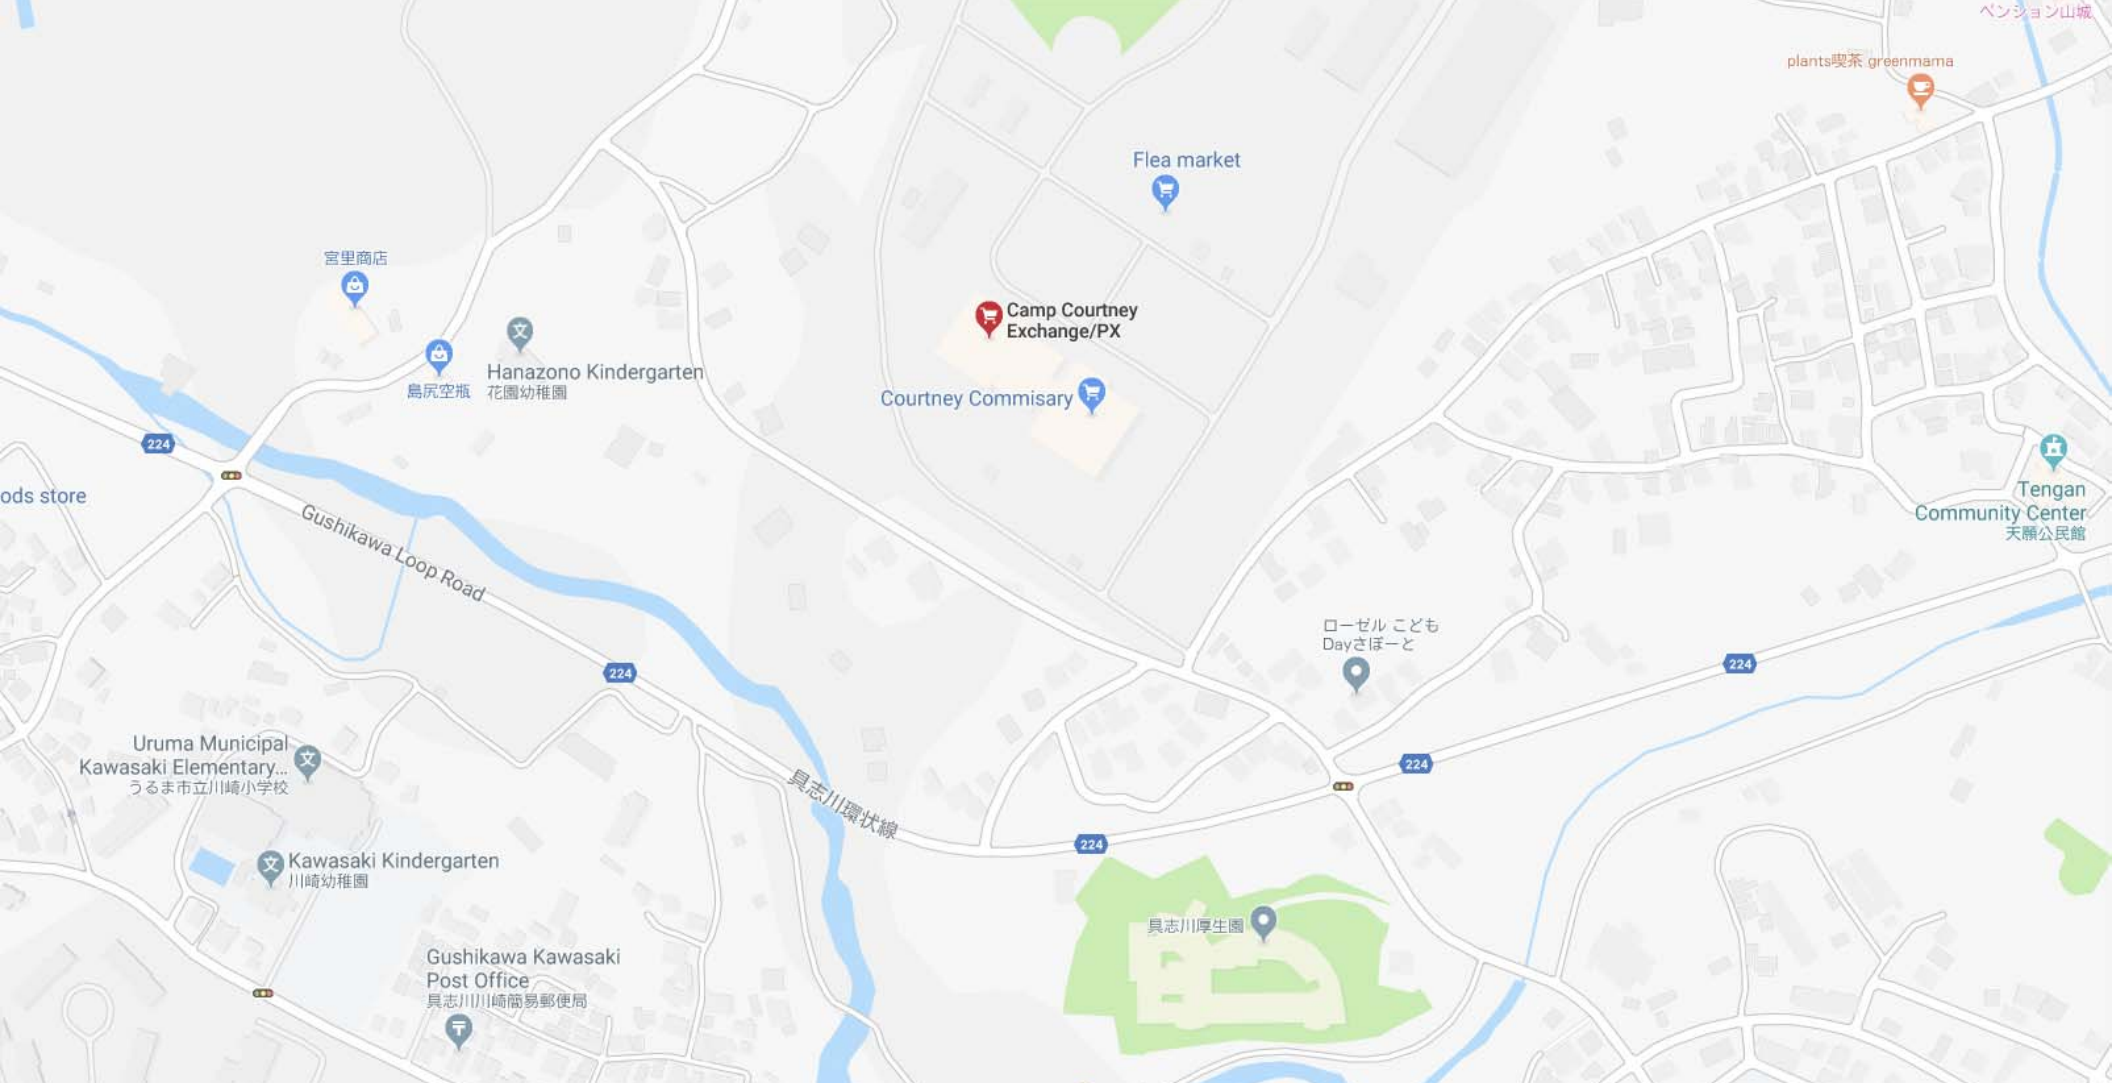 ペンション山城
plants喫茶 greenmama
Flea market
宮里商店
Camp Courtney
Exchange/PX
島尻空瓶
Hanazono Kindergarten
花園幼稚園
Courtney Commisary
224
ods store
Gushikawa Loop Road
Tengan
Community Center
天願公民館
ローゼル こども
Dayさぽーと
224
224
Uruma Municipal
Kawasaki Elementary...
うるま市立川崎小学校
224
具志川環状線
224
Kawasaki Kindergarten
川崎幼稚園
具志川厚生園
Gushikawa Kawasaki
Post Office
具志川川崎簡易郵便局